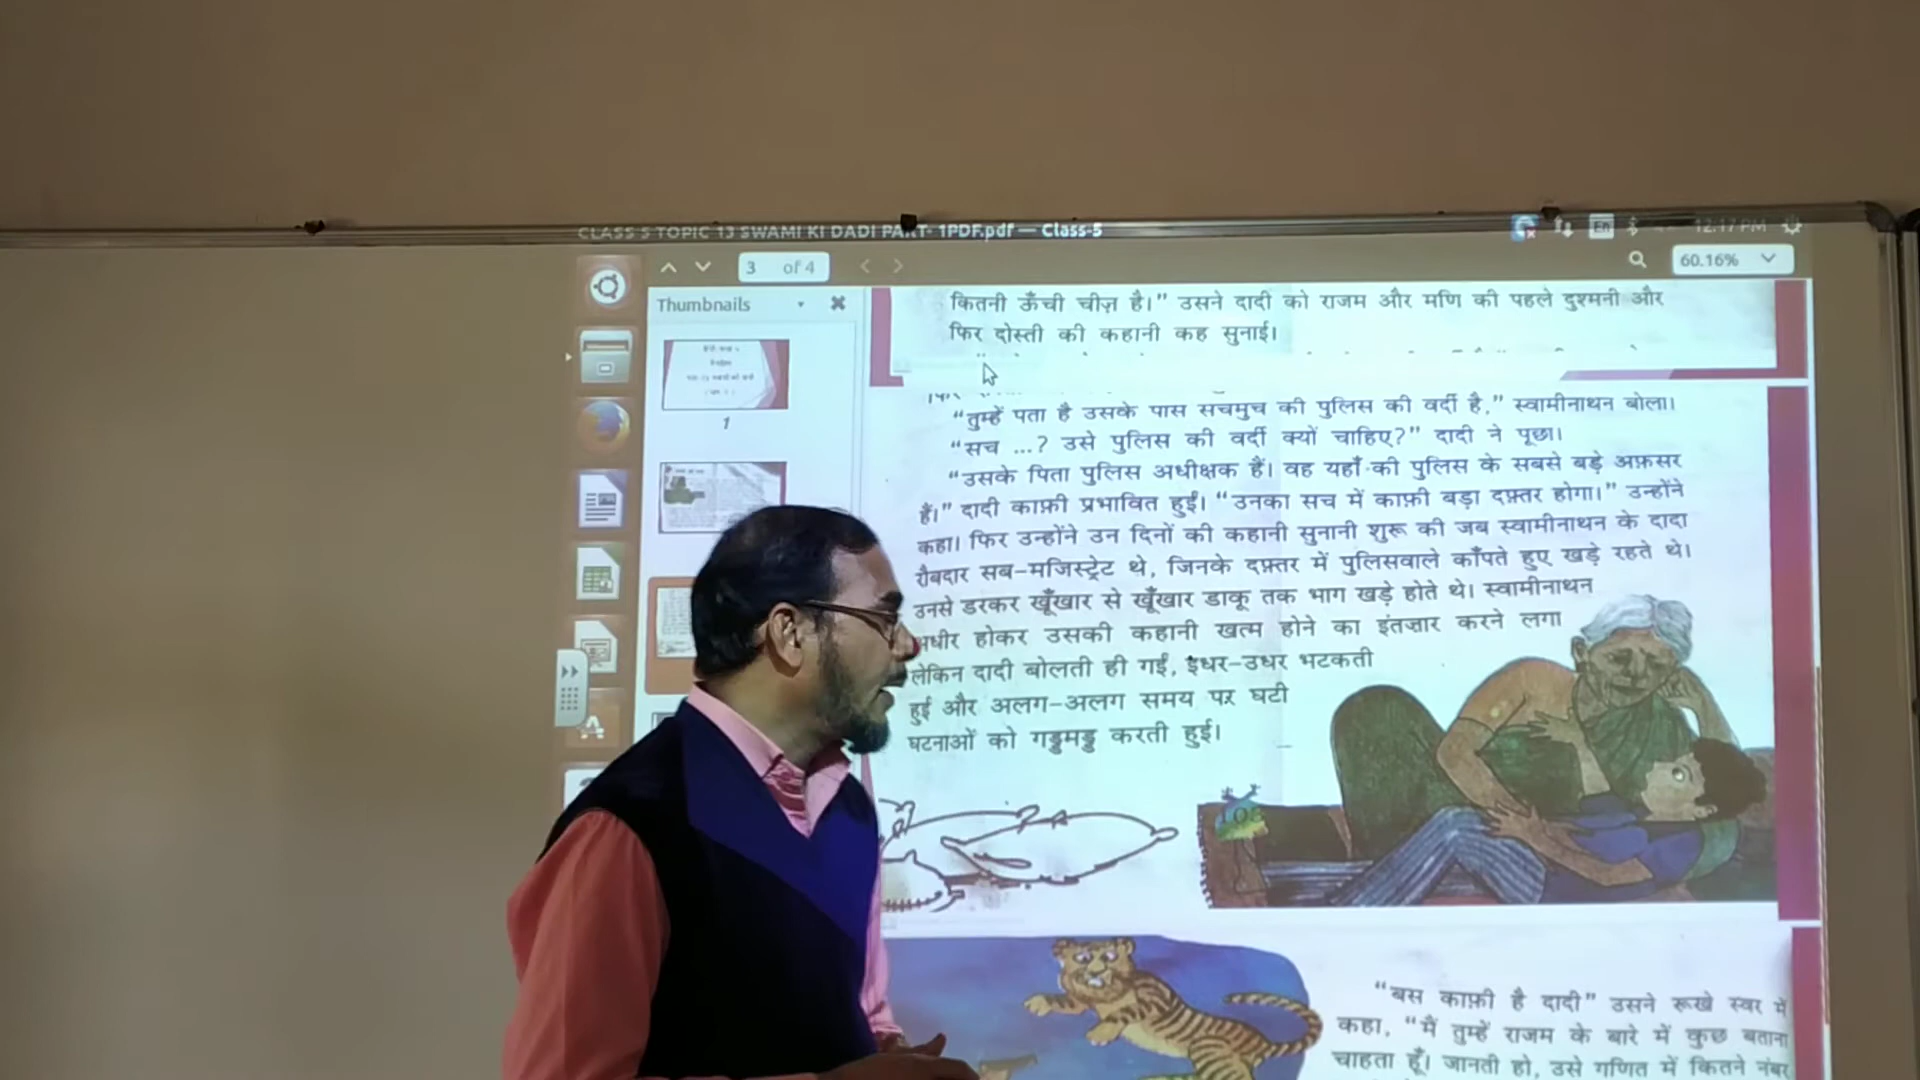 CLASS 5 TOPIC 13 SWAMI KI DADI PART- 1PDF.pdf — Class-5
En
12:17 PM
3 of 4
60.16%
Thumbnails
1
कितनी ऊँची चीज़ है।” उसने दादी को राजम और मणि की पहले दुश्मनी और
फिर दोस्ती की कहानी कह सुनाई।
“तुम्हें पता है उसके पास सचमुच की पुलिस की वर्दी है,” स्वामीनाथन बोला।
“सच ...? उसे पुलिस की वर्दी क्यों चाहिए?” दादी ने पूछा।
“उसके पिता पुलिस अधीक्षक हैं। वह यहाँ की पुलिस के सबसे बड़े अफ़सर
हैं।” दादी काफ़ी प्रभावित हुईं। “उनका सच में काफ़ी बड़ा दफ़्तर होगा।” उन्होंने
कहा। फिर उन्होंने उन दिनों की कहानी सुनानी शुरू की जब स्वामीनाथन के दादा
रौबदार सब-मजिस्ट्रेट थे, जिनके दफ़्तर में पुलिसवाले काँपते हुए खड़े रहते थे।
उनसे डरकर खूँखार से खूँखार डाकू तक भाग खड़े होते थे। स्वामीनाथन
अधीर होकर उसकी कहानी खत्म होने का इंतज़ार करने लगा
लेकिन दादी बोलती ही गईं, इधर-उधर भटकती
हुई और अलग-अलग समय पर घटी
घटनाओं को गड्डमड्ड करती हुई।
“बस काफ़ी है दादी” उसने रूखे स्वर में
कहा, “मैं तुम्हें राजम के बारे में कुछ बताना
चाहता हूँ। जानती हो, उसे गणित में कितने नंबर